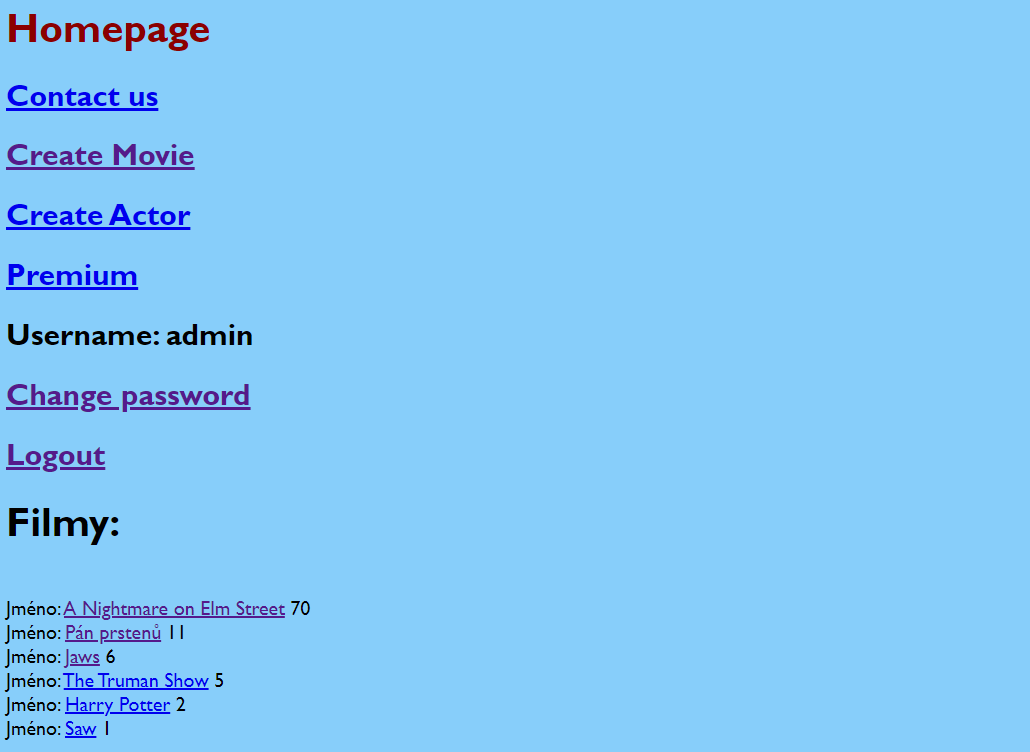 Homepage
Contact us
Create Movie
Create Actor
Premium
Username: admin
Change password
Logout
Filmy:
Jméno: A Nightmare on Elm Street 70
Jméno: Pán prstenů 11
Jméno: Jaws 6
Jméno: The Truman Show 5
Jméno: Harry Potter 2
Jméno: Saw 1